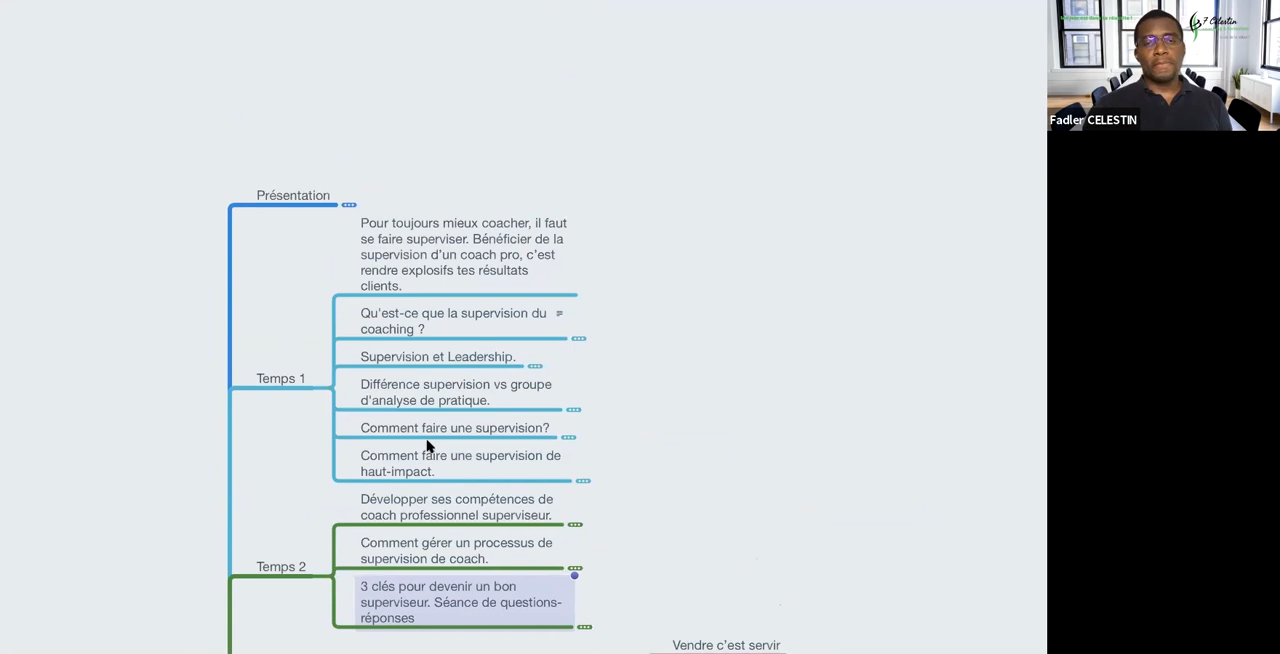 7 Célestin
Fadler CELESTIN
Présentation
Pour toujours mieux coacher, il faut
se faire superviser. Bénéficier de la
supervision d'un coach pro, c'est
rendre explosifs tes résultats
clients.
Qu'est-ce que la supervision du
coaching ?
Supervision et Leadership.
Temps 1
Différence supervision vs groupe
d'analyse de pratique.
Comment faire une supervision?
Comment faire une supervision de
haut-impact.
Développer ses compétences de
coach professionnel superviseur.
Comment gérer un processus de
supervision de coach.
Temps 2
3 clés pour devenir un bon
superviseur. Séance de questions-
réponses
Vendre c'est servir